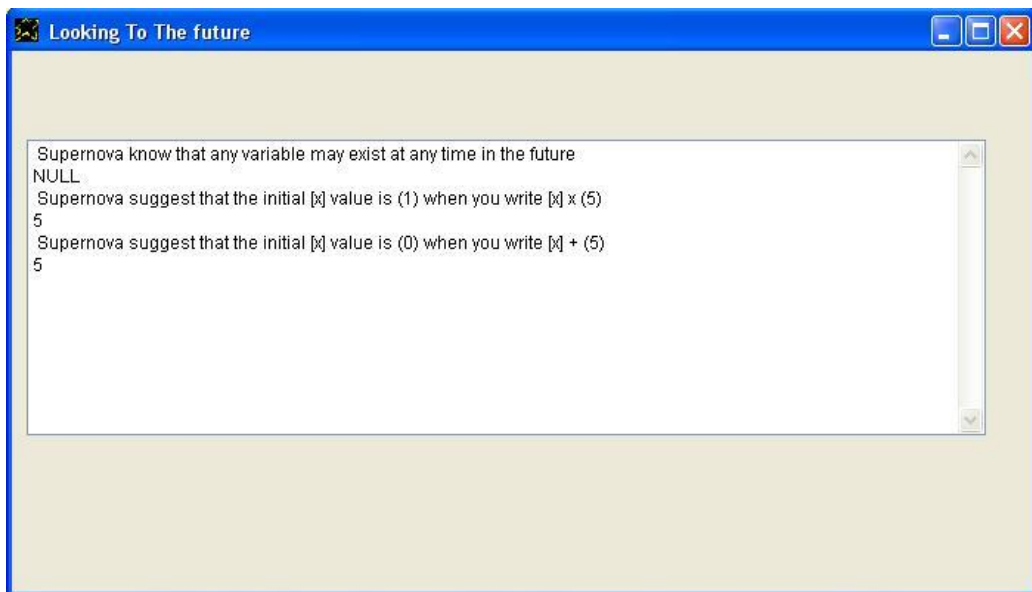 Looking To The future
Supernova know that any variable may exist at any time in the future
NULL
Supernova suggest that the initial [x] value is (1) when you write [x] x (5)
5
Supernova suggest that the initial [x] value is (0) when you write [x] + (5)
5